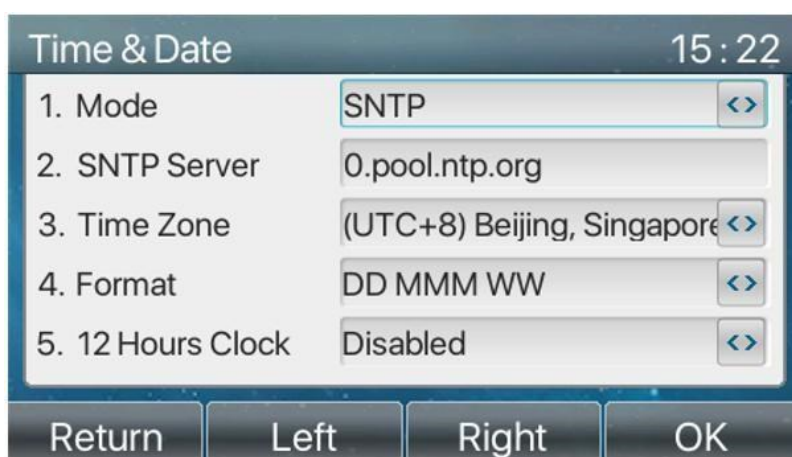 Time & Date 15:22
1. Mode SNTP
2. SNTP Server 0.pool.ntp.org
3. Time Zone (UTC+8) Beijing, Singapore
4. Format DD MMM WW
5. 12 Hours Clock Disabled
Return Left Right OK